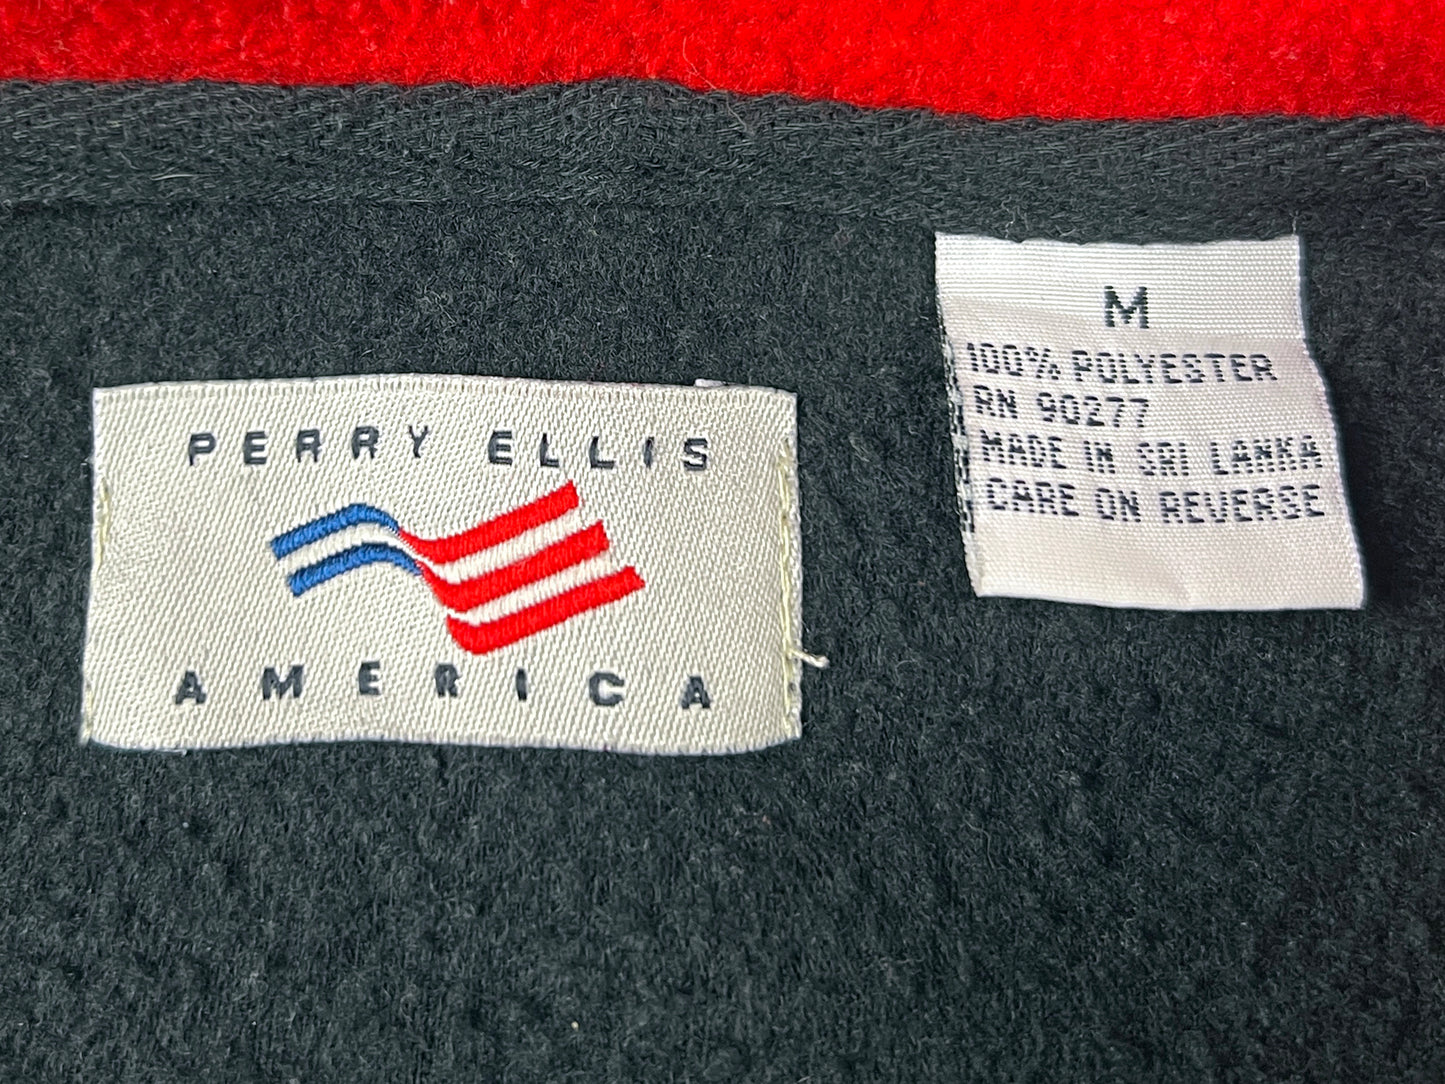 PERRY ELLIS
AMERICA
M
100% POLYESTER
RN 90277
MADE IN SRI LANKA
CARE ON REVERSE